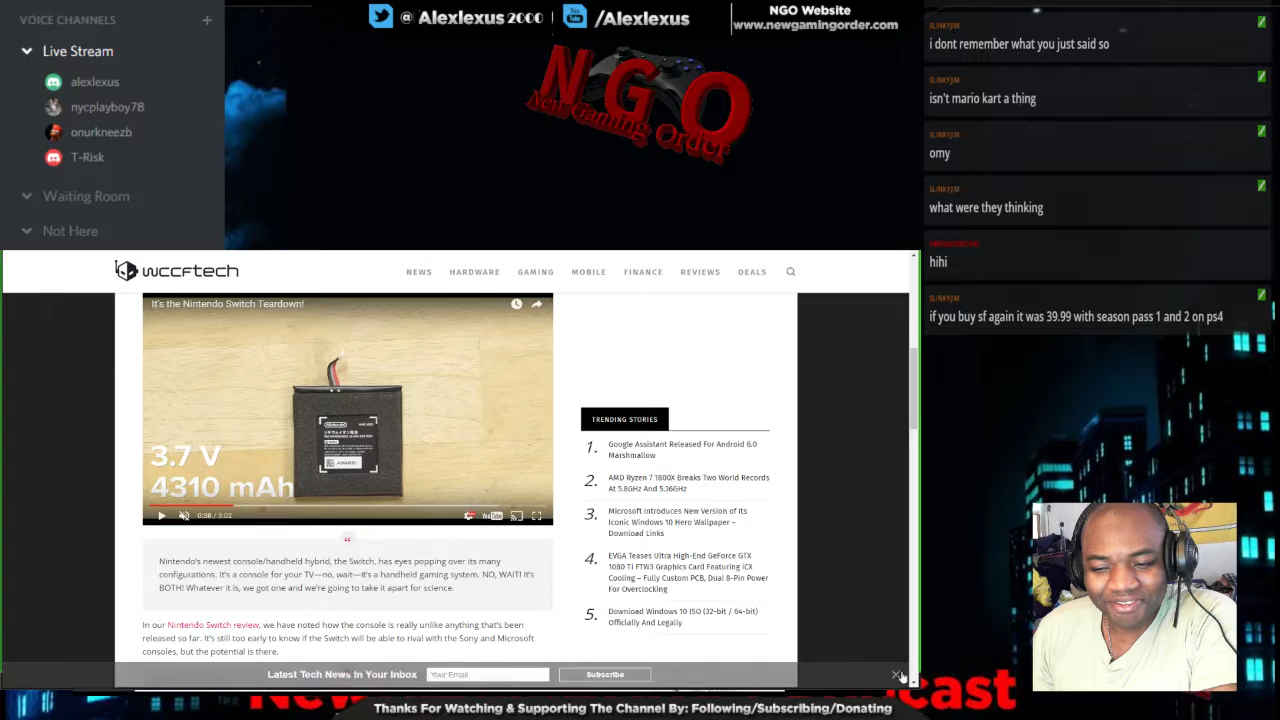 VOICE CHANNELS
Live Stream
alexlexus
nycplayboy78
onurkneezb
T-Risk
Waiting Room
Not Here
@ Alexlexus 2000
/Alexlexus
NGO Website
www.newgamingorder.com
NGO
New Gaming Order
WCCFTECH
NEWS
HARDWARE
GAMING
MOBILE
FINANCE
REVIEWS
DEALS
It's the Nintendo Switch Teardown!
Nintendo
3.7 V
4310 mAh
0:38 / 3:02
YouTube
Nintendo's newest console/handheld hybrid, the Switch, has eyes popping over its many
configurations. It's a console for your TV—no, wait—it's a handheld gaming system. NO, WAIT! It's
BOTH! Whatever it is, we got one and we're going to take it apart for science.
In our Nintendo Switch review, we have noted how the console is really unlike anything that's been
released so far. It's still too early to know if the Switch will be able to rival with the Sony and Microsoft
consoles, but the potential is there.
TRENDING STORIES
1. Google Assistant Released For Android 6.0
Marshmallow
2. AMD Ryzen 7 1800X Breaks Two World Records
At 5.8GHz And 5.36GHz
3. Microsoft Introduces New Version of Its
Iconic Windows 10 Hero Wallpaper –
Download Links
4. EVGA Teases Ultra High-End GeForce GTX
1080 Ti FTW3 Graphics Card Featuring iCX
Cooling – Fully Custom PCB, Dual 8-Pin Power
For Overclocking
5. Download Windows 10 ISO (32-bit / 64-bit)
Officially And Legally
Latest Tech News In Your Inbox
Your Email
Subscribe
SLINKYJIM
i dont remember what you just said so
SLINKYJIM
isn't mario kart a thing
SLINKYJIM
omy
SLINKYJIM
what were they thinking
hihi
SLINKYJIM
if you buy sf again it was 39.99 with season pass 1 and 2 on ps4
Thanks For Watching & Supporting The Channel By: Following/Subscribing/Donating